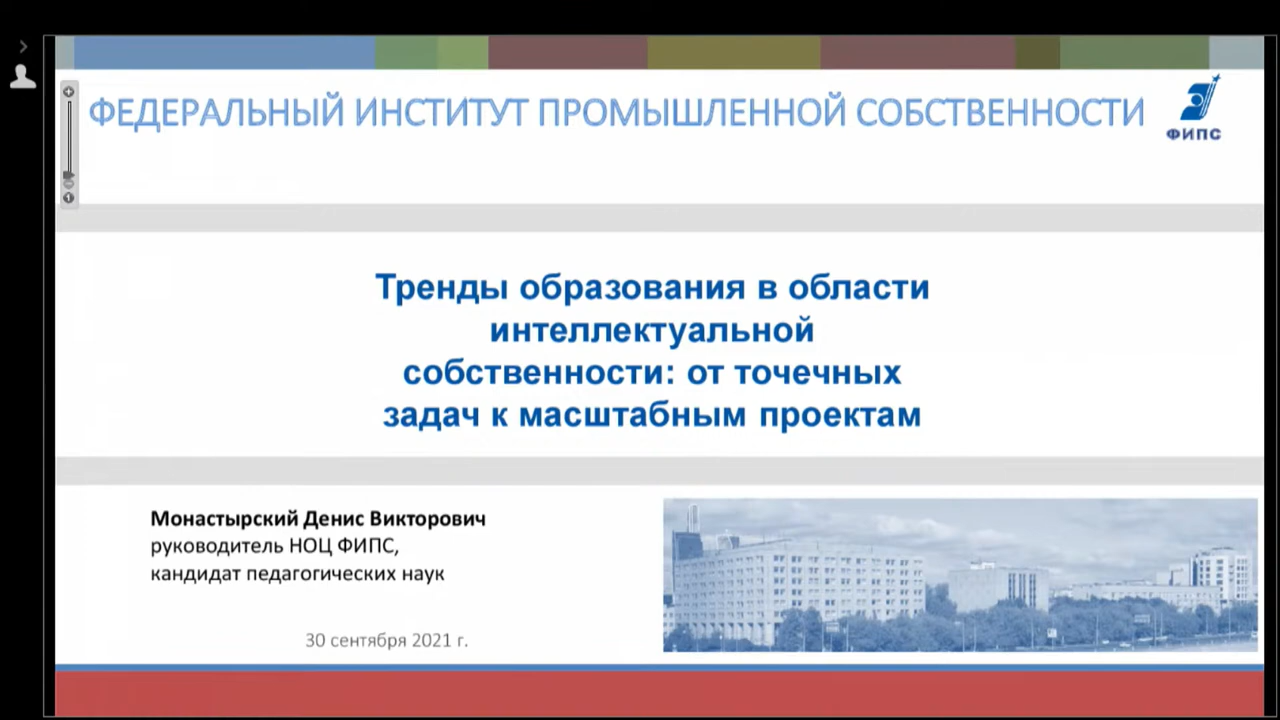 ФЕДЕРАЛЬНЫЙ ИНСТИТУТ ПРОМЫШЛЕННОЙ СОБСТВЕННОСТИ
ФИПС
Тренды образования в области
интеллектуальной
собственности: от точечных
задач к масштабным проектам
Монастырский Денис Викторович
руководитель НОЦ ФИПС,
кандидат педагогических наук
30 сентября 2021 г.